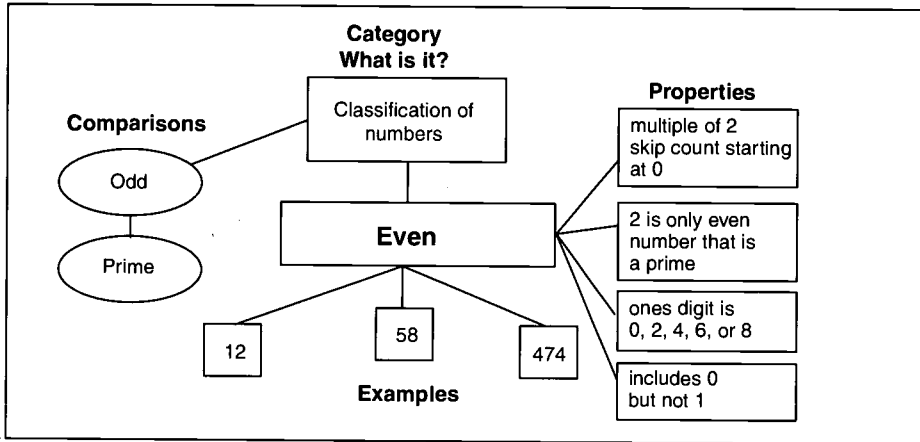 Category
What is it?
Classification of
numbers
Comparisons
Odd
Prime
Even
Properties
multiple of 2
skip count starting
at 0
2 is only even
number that is
a prime
ones digit is
0, 2, 4, 6, or 8
includes 0
but not 1
12
58
474
Examples